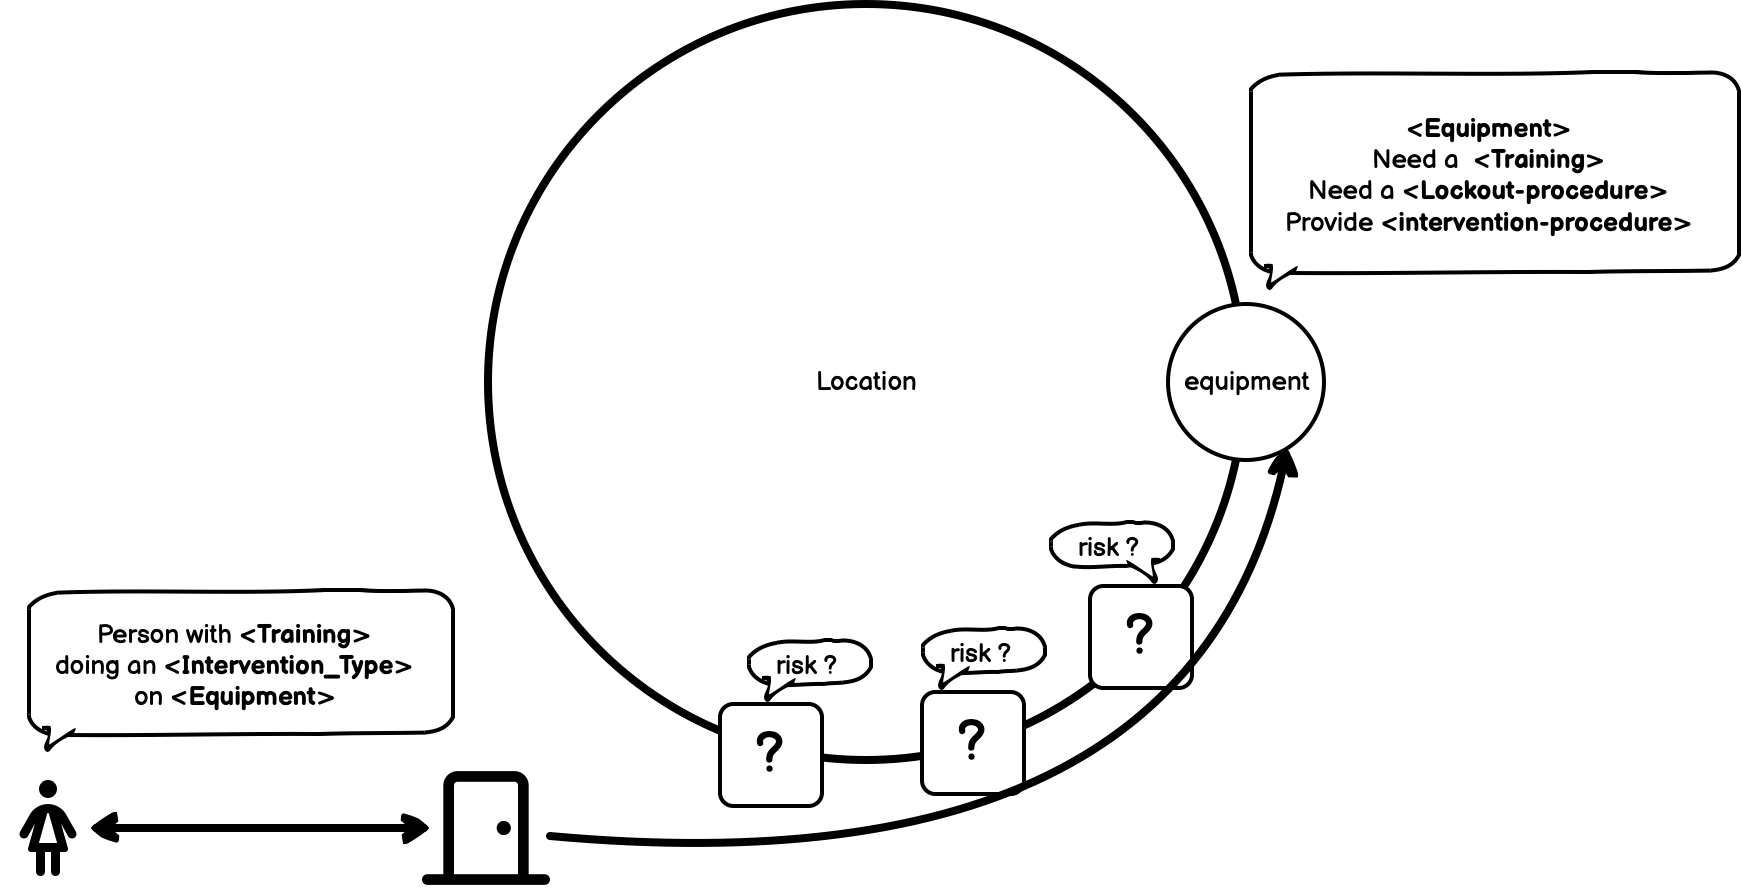 <Equipment>
Need a <Training>
Need a <Lockout-procedure>
Provide <intervention-procedure>
Location
equipment
risk ?
?
risk ?
?
risk ?
?
Person with <Training>
doing an <Intervention_Type>
on <Equipment>